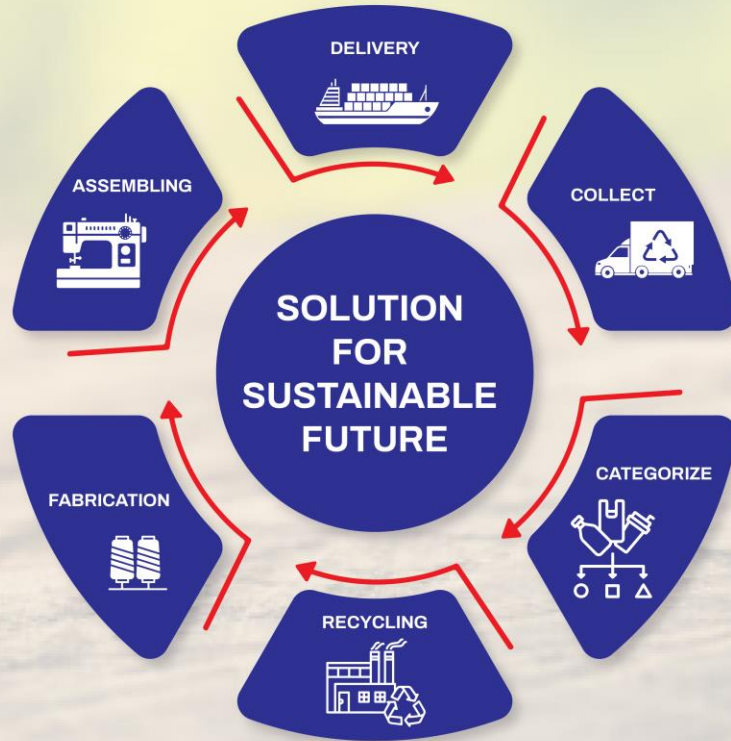 DELIVERY
ASSEMBLING
COLLECT
SOLUTION
FOR
SUSTAINABLE
FUTURE
CATEGORIZE
FABRICATION
RECYCLING